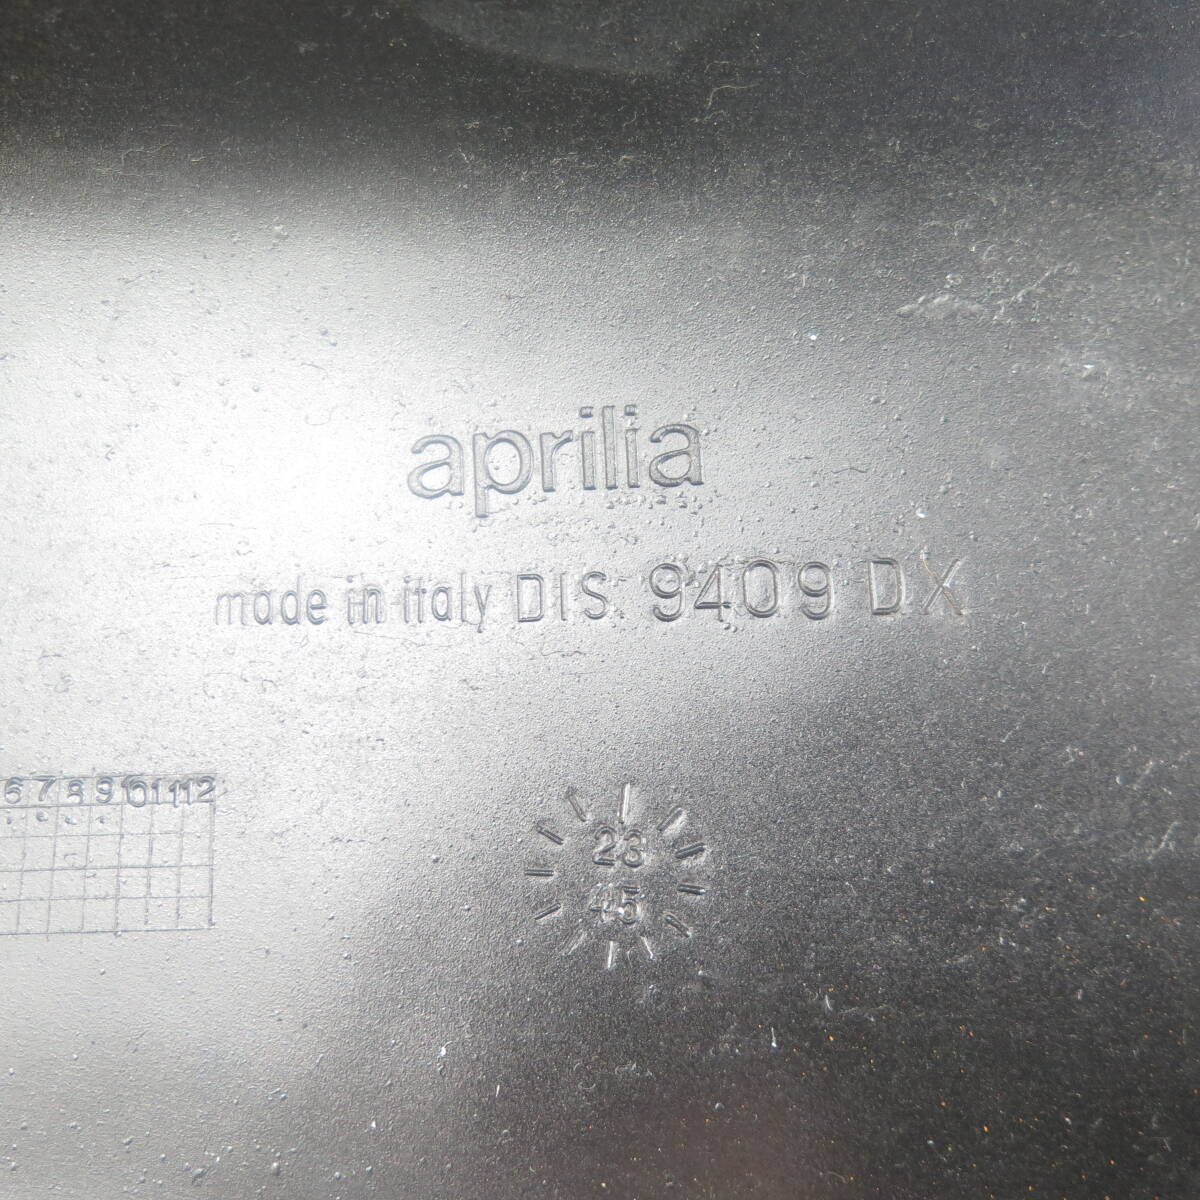 aprilia
made in italy DIS. 9409 DX
6 7 8 9 10 11 12
23
45